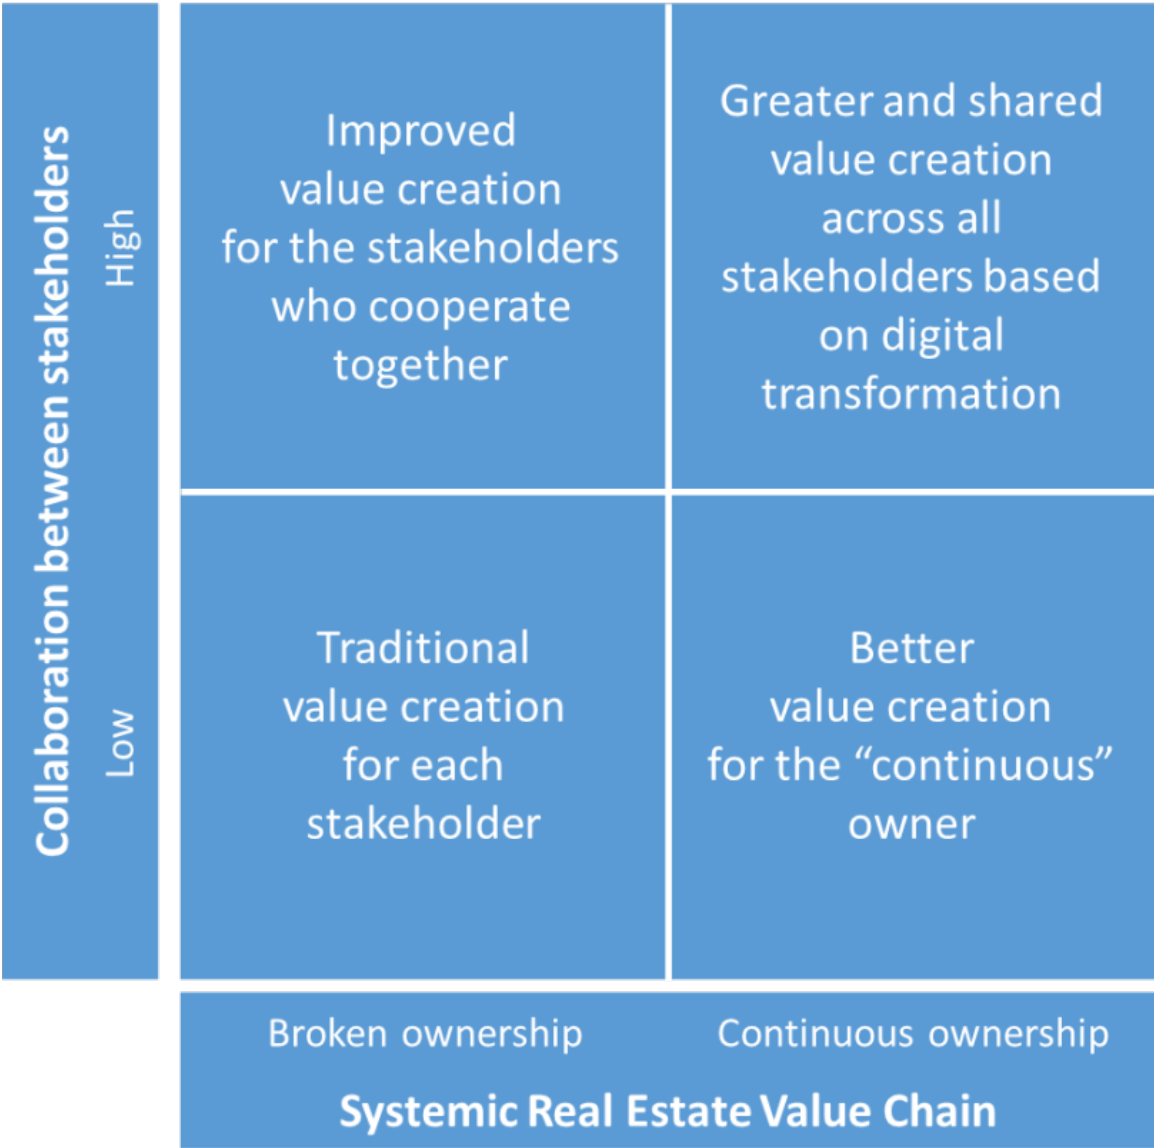 Collaboration between stakeholders
High
Low
Improved
value creation
for the stakeholders
who cooperate
together
Greater and shared
value creation
across all
stakeholders based
on digital
transformation
Traditional
value creation
for each
stakeholder
Better
value creation
for the “continuous”
owner
Broken ownership
Continuous ownership
Systemic Real Estate Value Chain